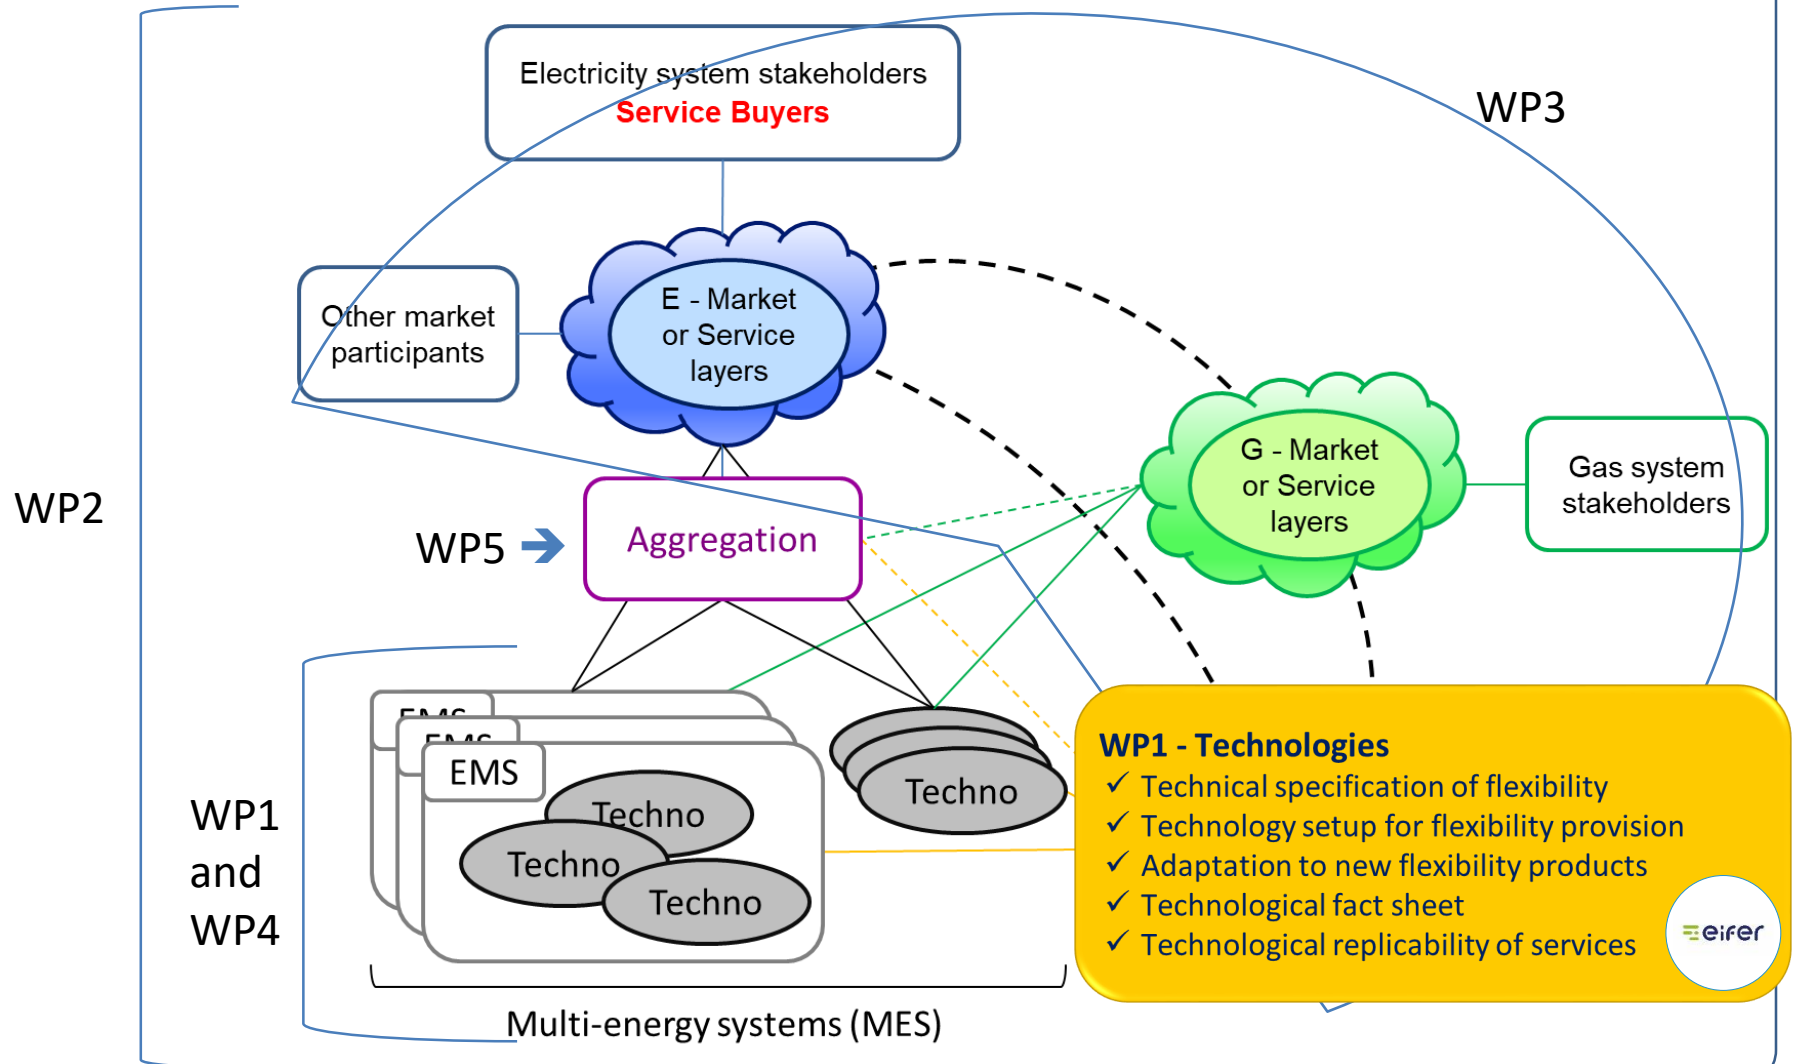 Electricity system stakeholders
Service Buyers
WP3
E - Market
or Service
layers
Other market
participants
G - Market
or Service
layers
Gas system
stakeholders
WP2
WP5
Aggregation
EMS
EMS
EMS
Techno
Techno
Techno
Techno
WP1
and
WP4
WP1 - Technologies
✓ Technical specification of flexibility
✓ Technology setup for flexibility provision
✓ Adaptation to new flexibility products
✓ Technological fact sheet
✓ Technological replicability of services
eifer
Multi-energy systems (MES)